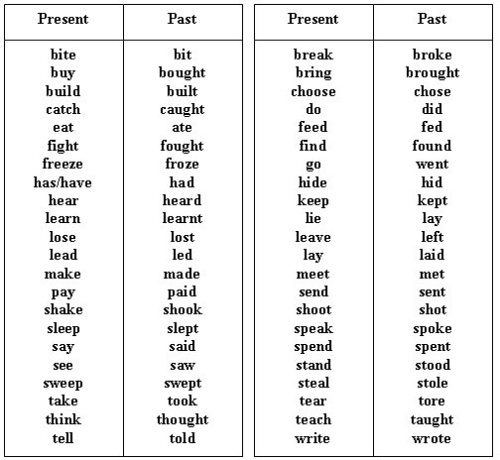 Present Past Present Past
bite bit break broke
buy bought bring brought
build built choose chose
catch caught do did
eat ate feed fed
fight fought find found
freeze froze go went
has/have had hide hid
hear heard keep kept
learn learnt lie lay
lose lost leave left
lead led lay laid
make made meet met
pay paid send sent
shake shook shoot shot
sleep slept speak spoke
say said spend spent
see saw stand stood
sweep swept steal stole
take took tear tore
think thought teach taught
tell told write wrote